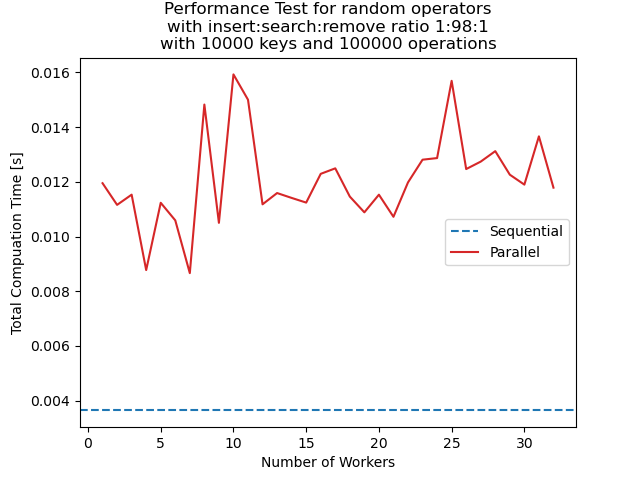 Performance Test for random operators
with insert:search:remove ratio 1:98:1
with 10000 keys and 100000 operations
Total Compuation Time [s]
0.016
0.014
0.012
0.010
0.008
0.006
0.004
Sequential
Parallel
0 5 10 15 20 25 30
Number of Workers